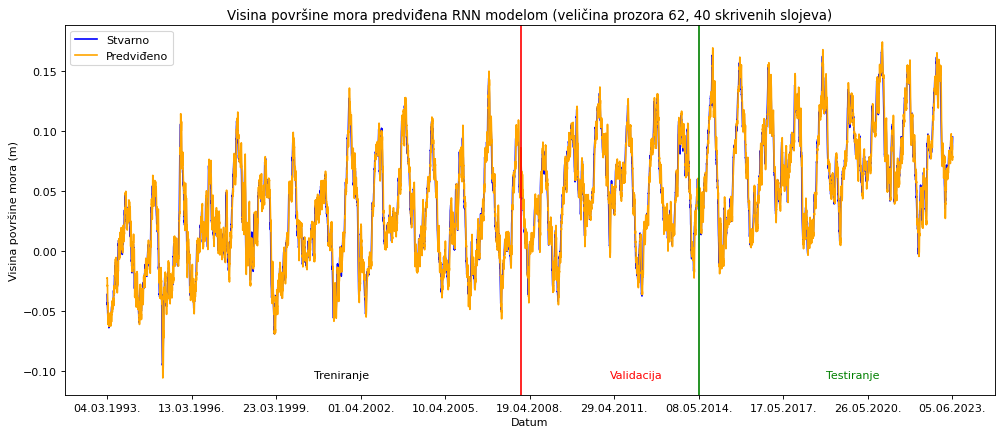 Visina površine mora predviđena RNN modelom (veličina prozora 62, 40 skrivenih slojeva)
Stvarno
Predviđeno
Visina površine mora (m)
0.15
0.10
0.05
0.00
−0.05
−0.10
Treniranje
Validacija
Testiranje
04.03.1993. 13.03.1996. 23.03.1999. 01.04.2002. 10.04.2005. 19.04.2008. 29.04.2011. 08.05.2014. 17.05.2017. 26.05.2020. 05.06.2023.
Datum